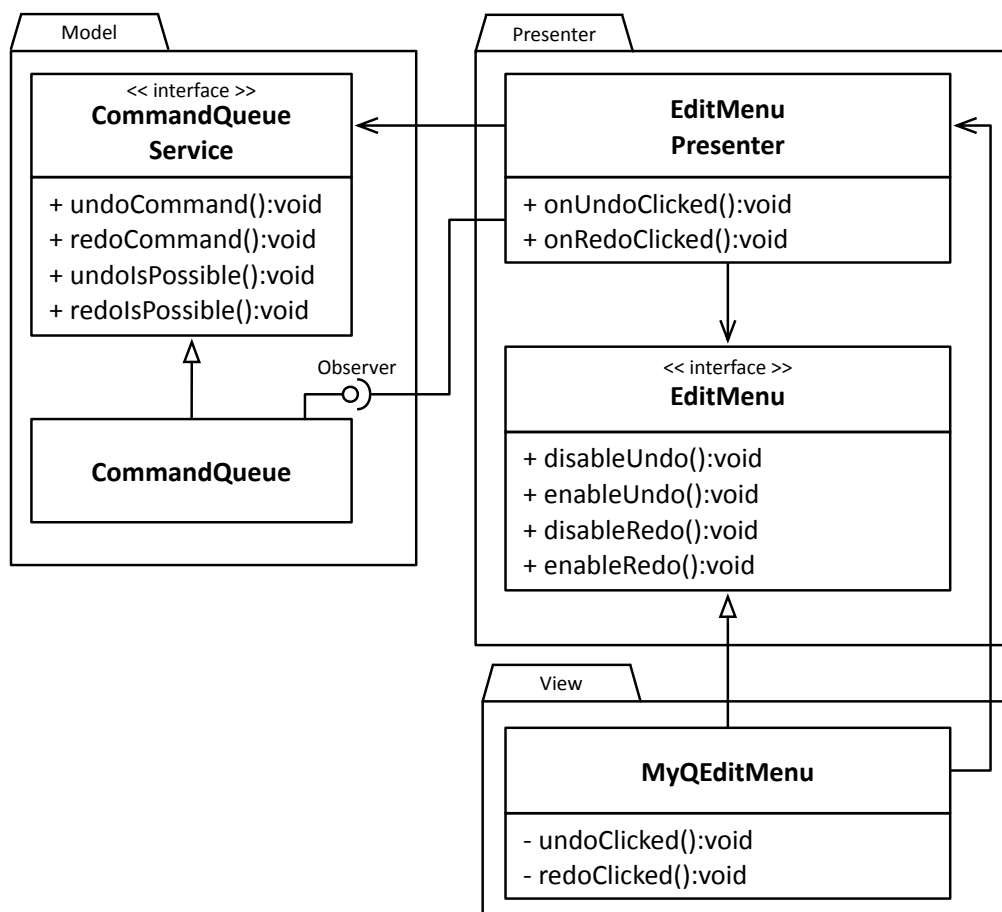 Model
<< interface >>
CommandQueue
Service
+ undoCommand():void
+ redoCommand():void
+ undoIsPossible():void
+ redoIsPossible():void
Observer
CommandQueue
Presenter
EditMenu
Presenter
+ onUndoClicked():void
+ onRedoClicked():void
<< interface >>
EditMenu
+ disableUndo():void
+ enableUndo():void
+ disableRedo():void
+ enableRedo():void
View
MyQEditMenu
- undoClicked():void
- redoClicked():void